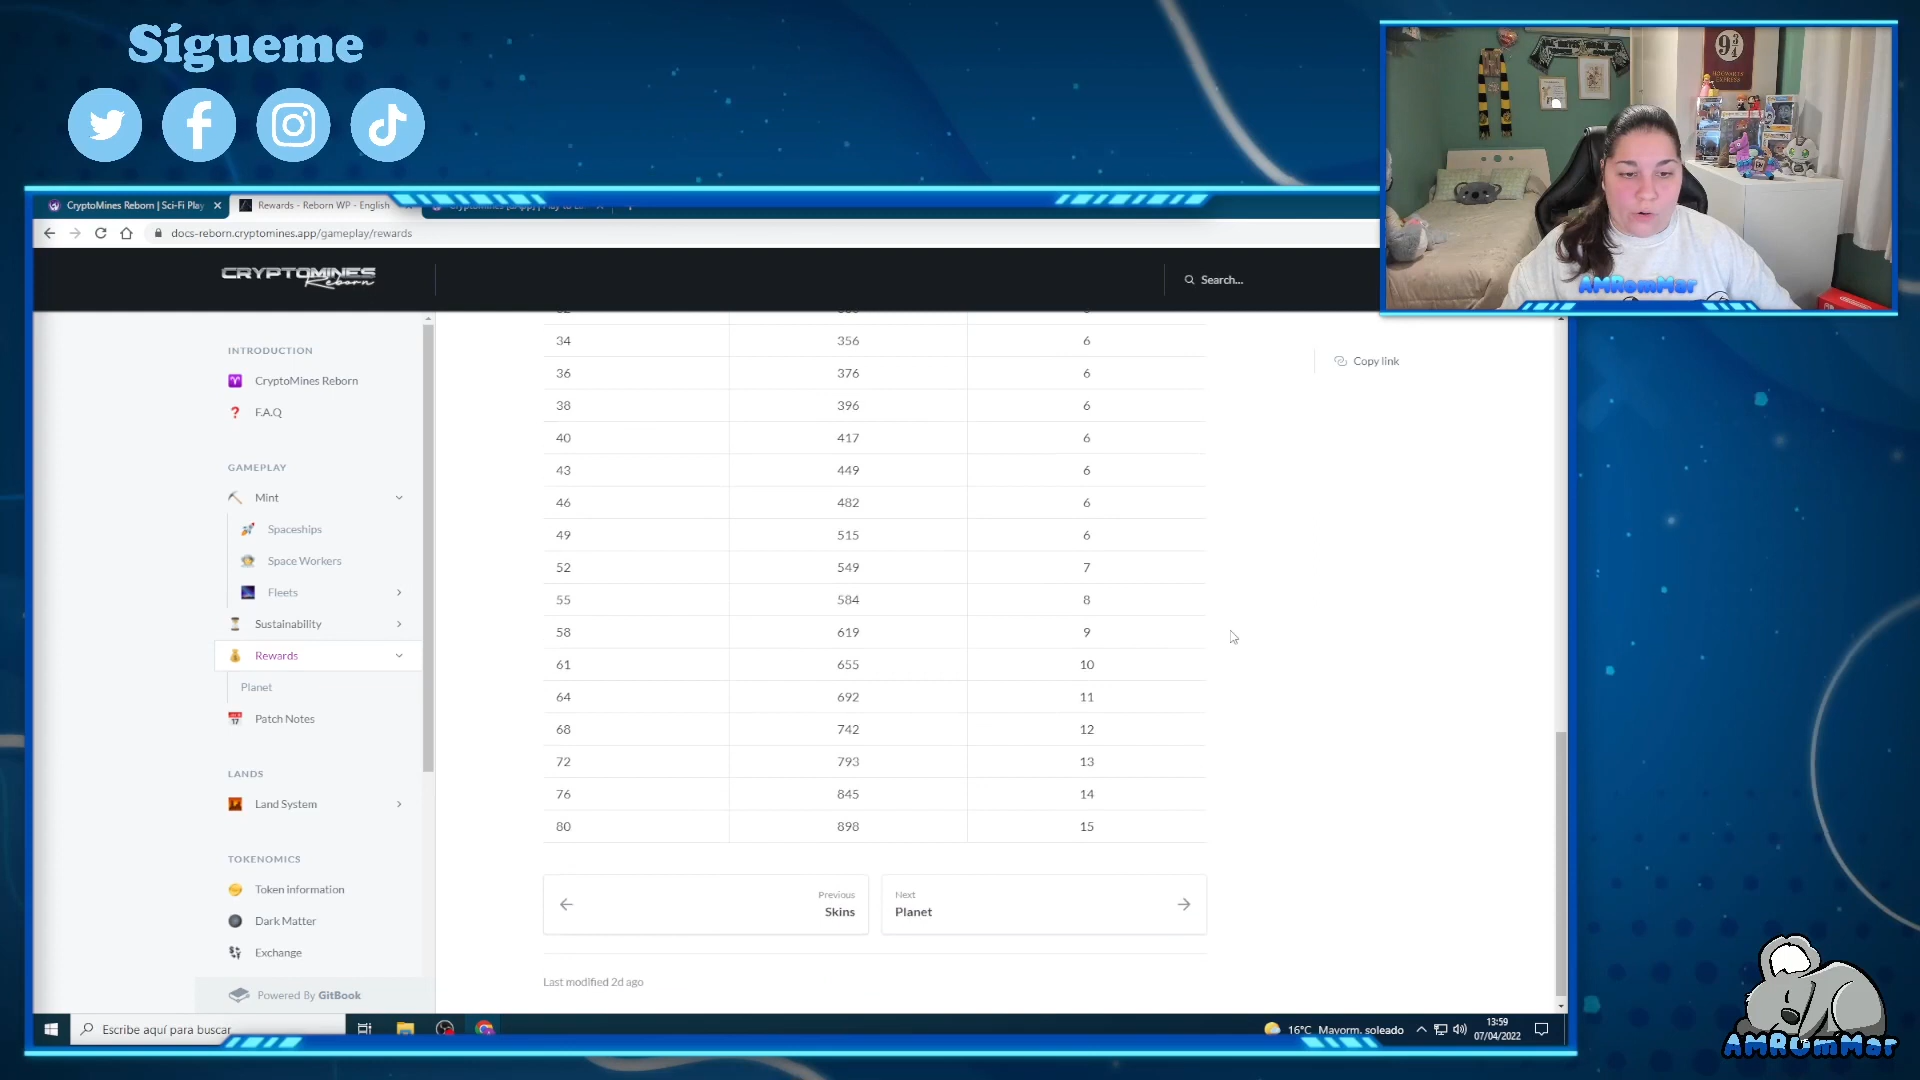 Sígueme
9¾
HOGWARTS
EXPRESS
AMRomMar
CryptoMines Reborn | Sci-Fi Play
Rewards - Reborn WP - English
docs-reborn.cryptomines.app/gameplay/rewards
CRYPTOMINES
Reborn
Search...
Copy link
INTRODUCTION
CryptoMines Reborn
F.A.Q
GAMEPLAY
Mint
Spaceships
Space Workers
Fleets
Sustainability
Rewards
Planet
Patch Notes
LANDS
Land System
TOKENOMICS
Token information
Dark Matter
Exchange
Powered By GitBook
34 356 6
36 376 6
38 396 6
40 417 6
43 449 6
46 482 6
49 515 6
52 549 7
55 584 8
58 619 9
61 655 10
64 692 11
68 742 12
72 793 13
76 845 14
80 898 15
Previous
Skins
Next
Planet
Last modified 2d ago
Escribe aquí para buscar
16°C Mayorm. soleado
13:59
07/04/2022
AMROmMar